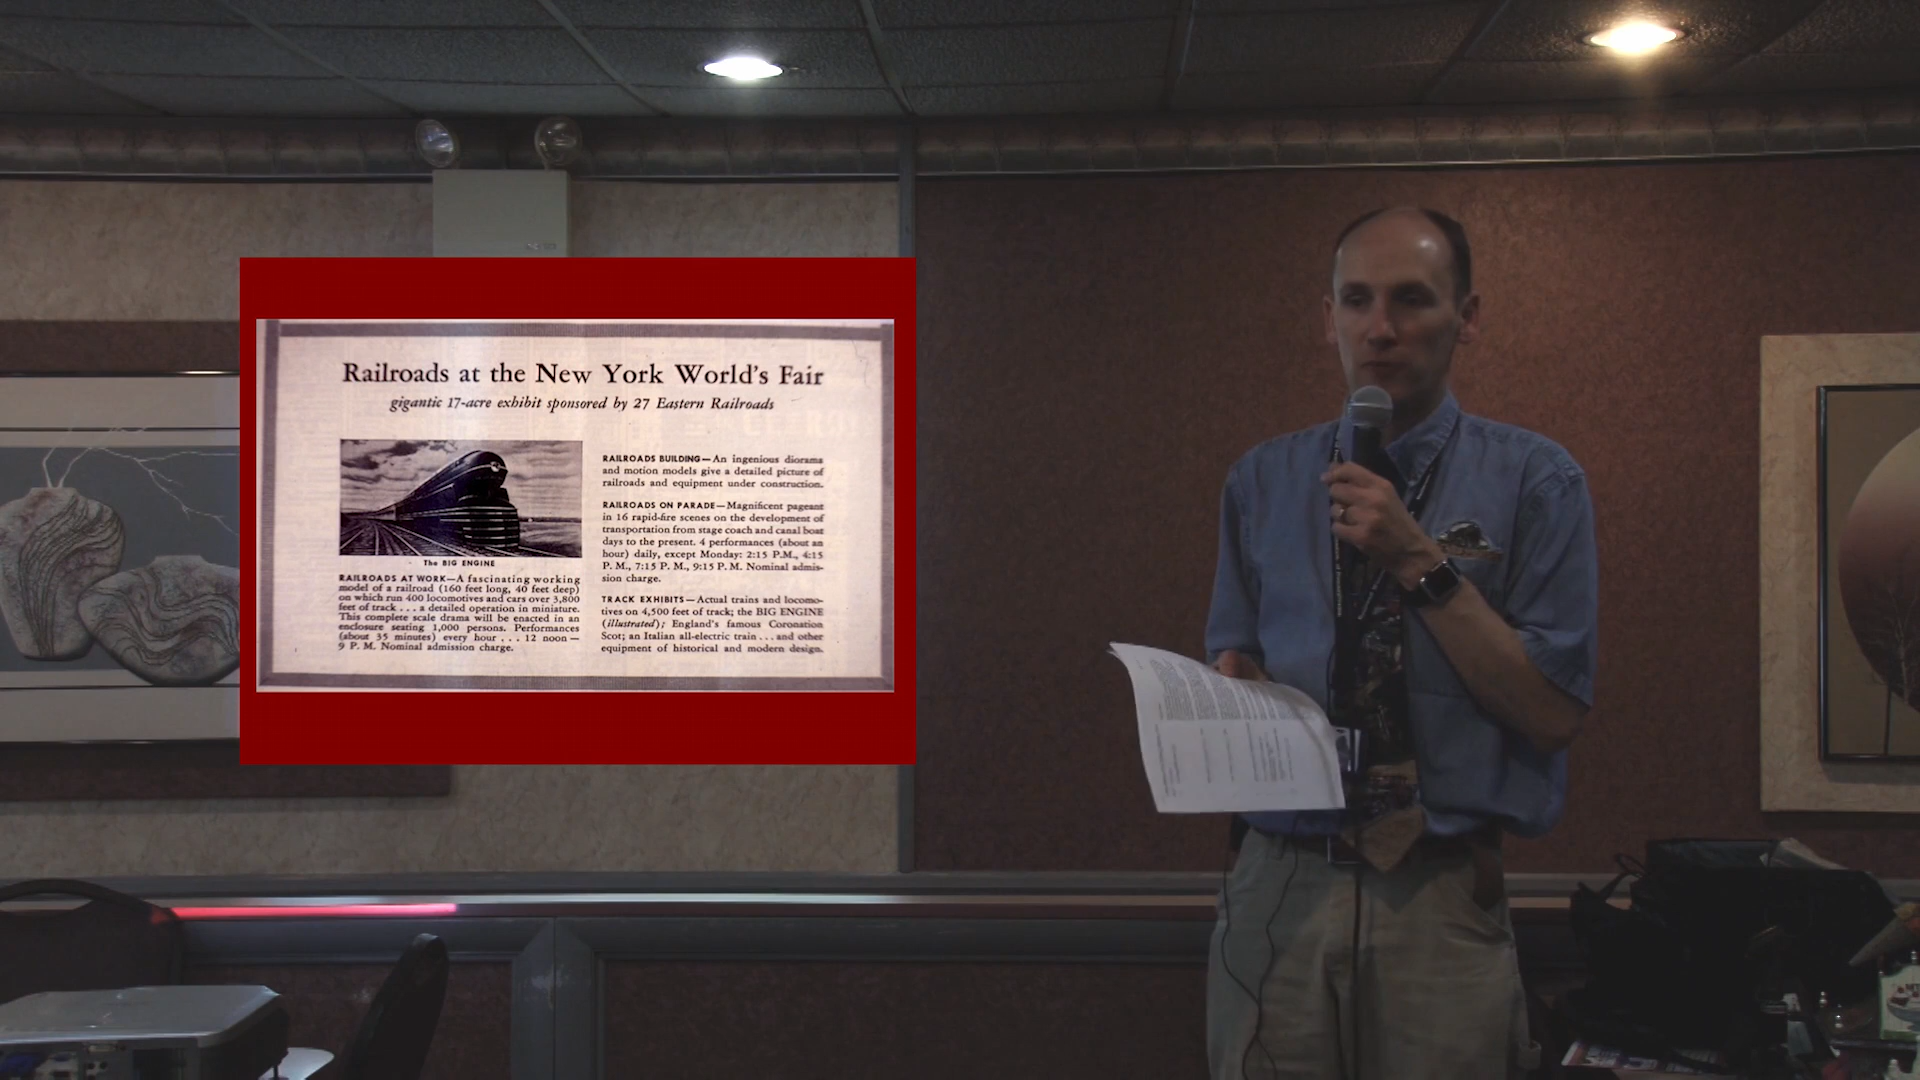 Railroads at the New York World's Fair
gigantic 17-acre exhibit sponsored by 27 Eastern Railroads
The BIG ENGINE
RAILROADS AT WORK—A fascinating working
model of a railroad (160 feet long, 40 feet deep)
on which run 400 locomotives and cars over 3,800
feet of track . . . a detailed operation in miniature.
This complete scale drama will be enacted in an
enclosure seating 1,000 persons. Performances
(about 35 minutes) every hour . . . 12 noon—
9 P. M. Nominal admission charge.
RAILROADS BUILDING—An ingenious diorama
and motion models give a detailed picture of
railroads and equipment under construction.
RAILROADS ON PARADE—Magnificent pageant
in 16 rapid-fire scenes on the development of
transportation from stage coach and canal boat
days to the present. 4 performances (about an
hour) daily, except Monday: 2:15 P.M., 4:15
P. M., 7:15 P. M., 9:15 P. M. Nominal admis-
sion charge.
TRACK EXHIBITS—Actual trains and locomo-
tives on 4,500 feet of track; the BIG ENGINE
(illustrated); England's famous Coronation
Scot; an Italian all-electric train . . . and other
equipment of historical and modern design.